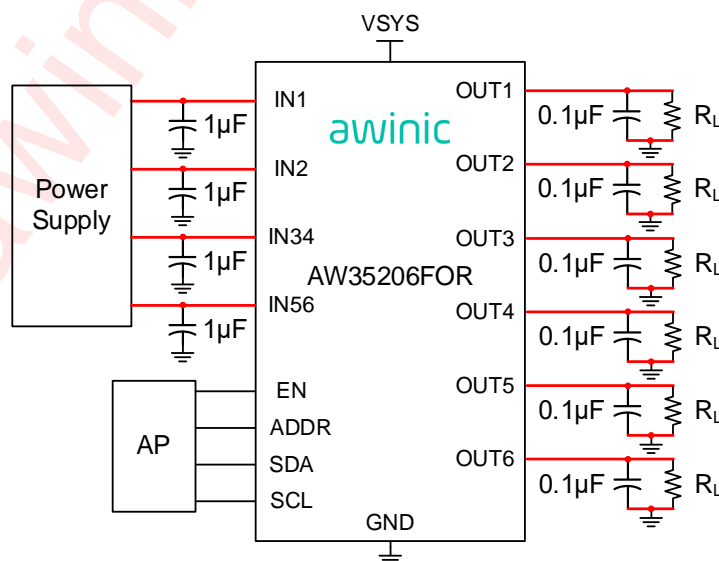 VSYS
Power
Supply
1µF
1µF
1µF
1µF
IN1
IN2
IN34
IN56
awinic
AW35206FOR
OUT1
OUT2
OUT3
OUT4
OUT5
OUT6
0.1µF
RL
0.1µF
RL
0.1µF
RL
0.1µF
RL
0.1µF
RL
0.1µF
RL
AP
EN
ADDR
SDA
SCL
GND
awini